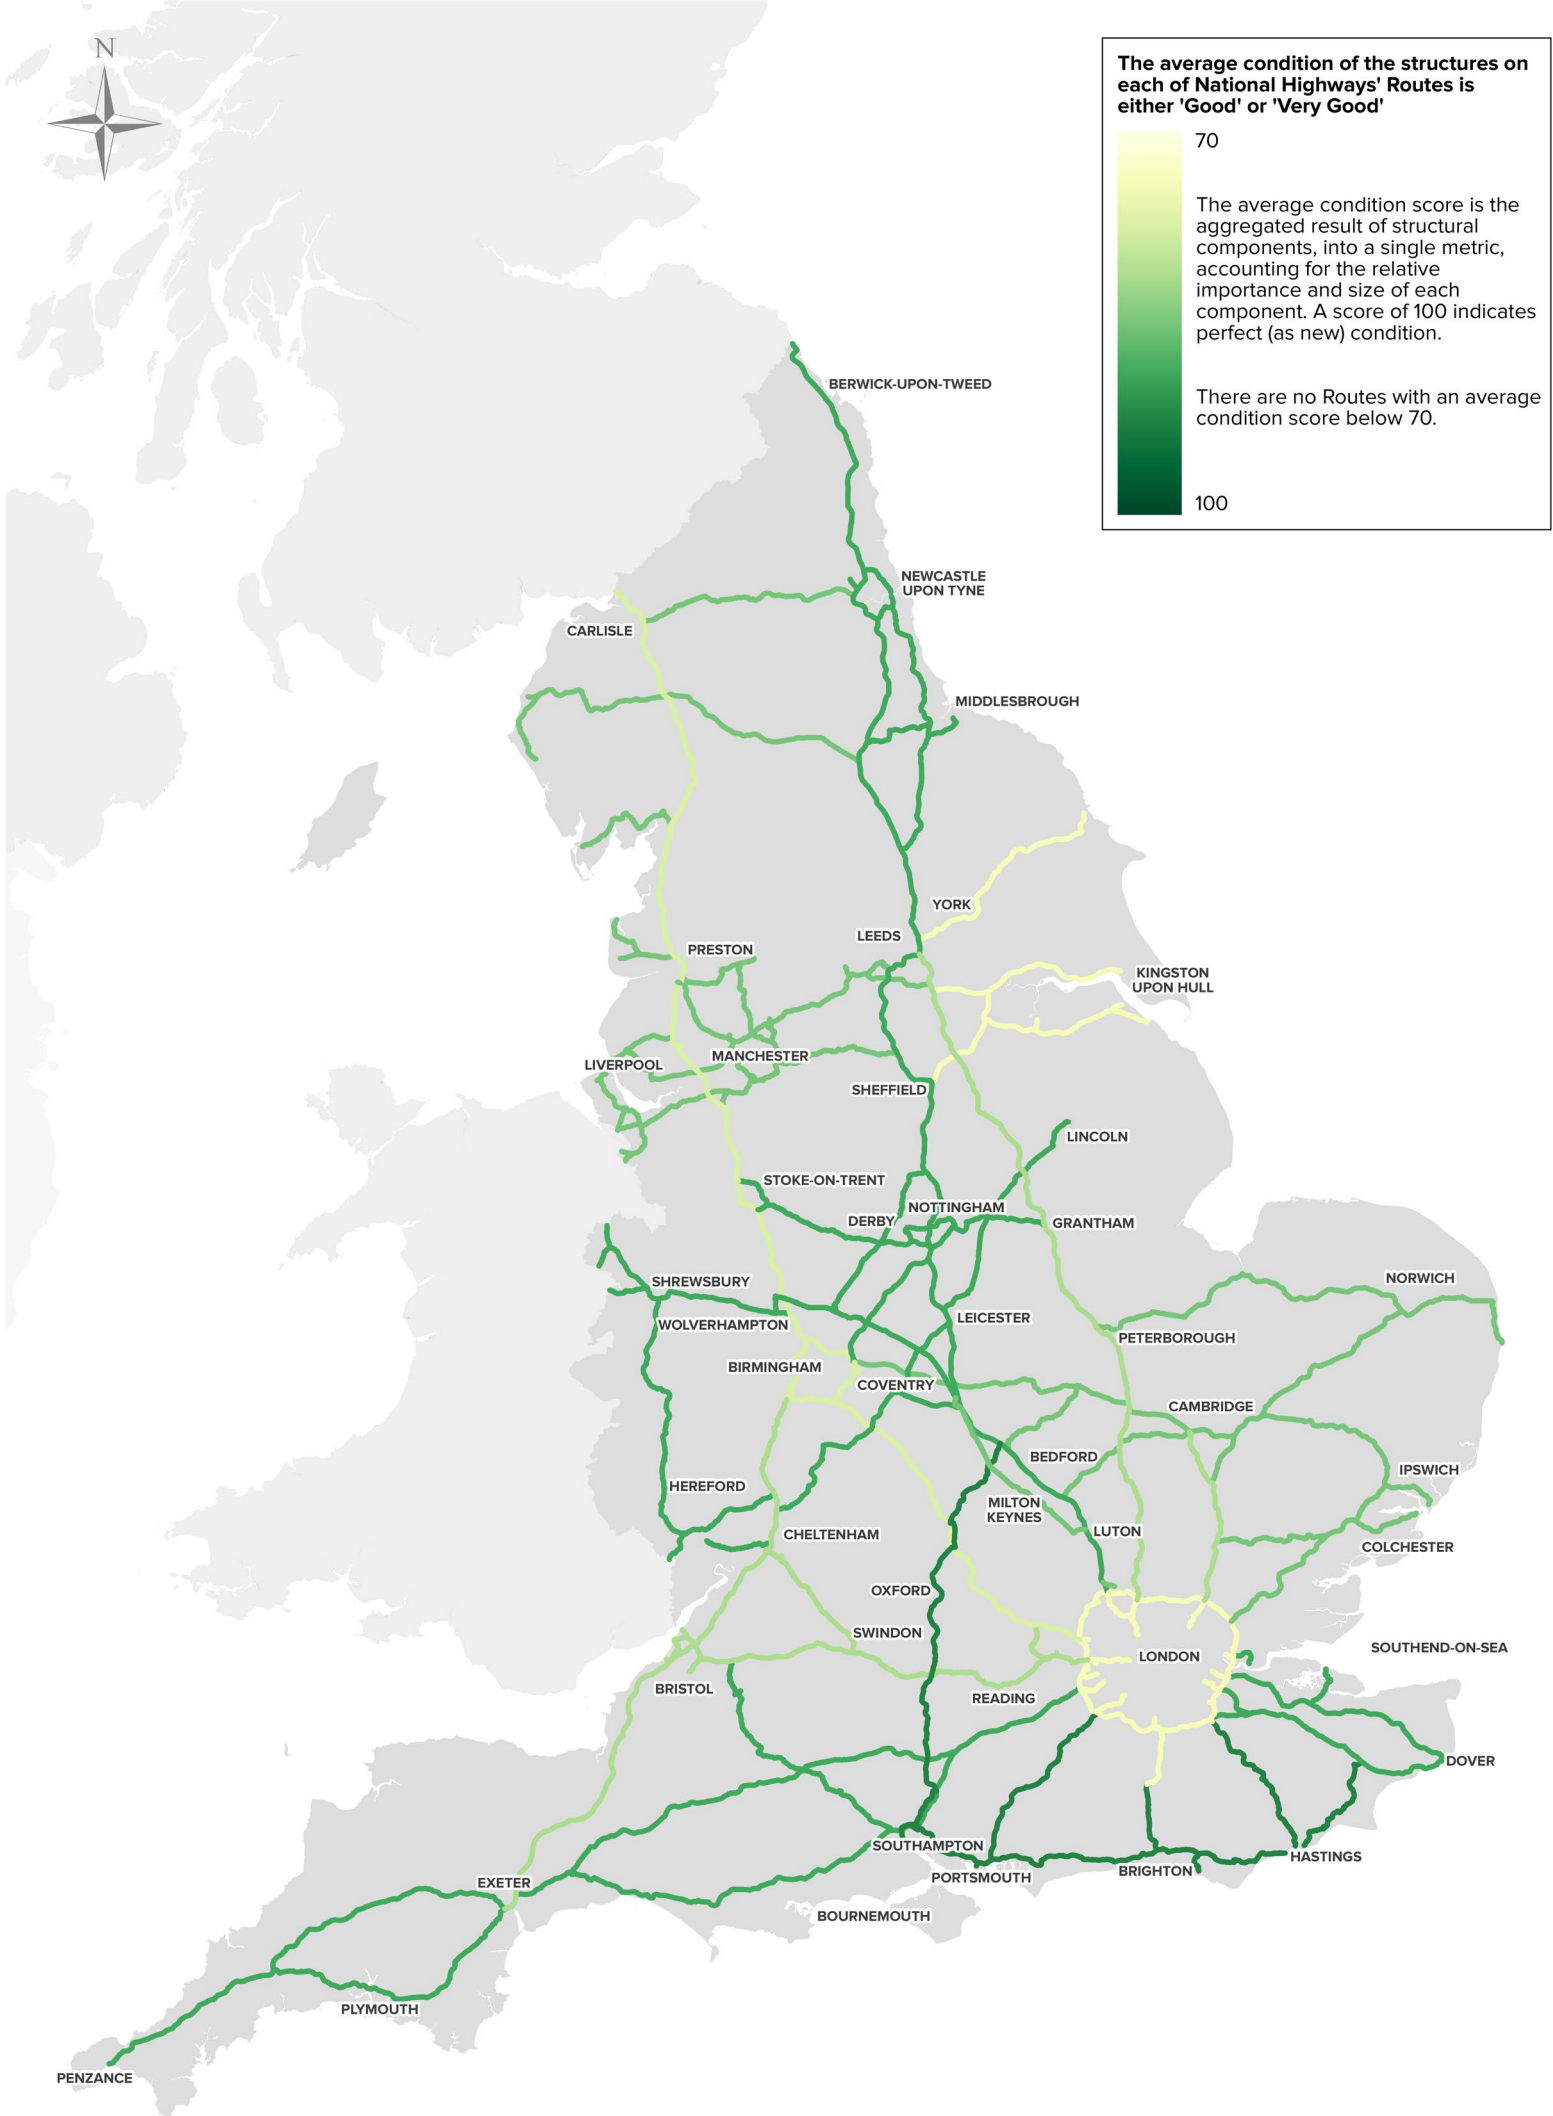 N
The average condition of the structures on
each of National Highways' Routes is
either 'Good' or 'Very Good'
70
The average condition score is the
aggregated result of structural
components, into a single metric,
accounting for the relative
importance and size of each
component. A score of 100 indicates
perfect (as new) condition.
There are no Routes with an average
condition score below 70.
100
BERWICK-UPON-TWEED
NEWCASTLE
UPON TYNE
CARLISLE
MIDDLESBROUGH
YORK
LEEDS
PRESTON
KINGSTON
UPON HULL
MANCHESTER
LIVERPOOL
SHEFFIELD
LINCOLN
STOKE-ON-TRENT
NOTTINGHAM
DERBY
GRANTHAM
NORWICH
SHREWSBURY
LEICESTER
WOLVERHAMPTON
PETERBOROUGH
BIRMINGHAM
COVENTRY
CAMBRIDGE
BEDFORD
IPSWICH
HEREFORD
MILTON
KEYNES
LUTON
CHELTENHAM
COLCHESTER
OXFORD
SWINDON
SOUTHEND-ON-SEA
LONDON
BRISTOL
READING
DOVER
SOUTHAMPTON
HASTINGS
BRIGHTON
PORTSMOUTH
EXETER
BOURNEMOUTH
PLYMOUTH
PENZANCE